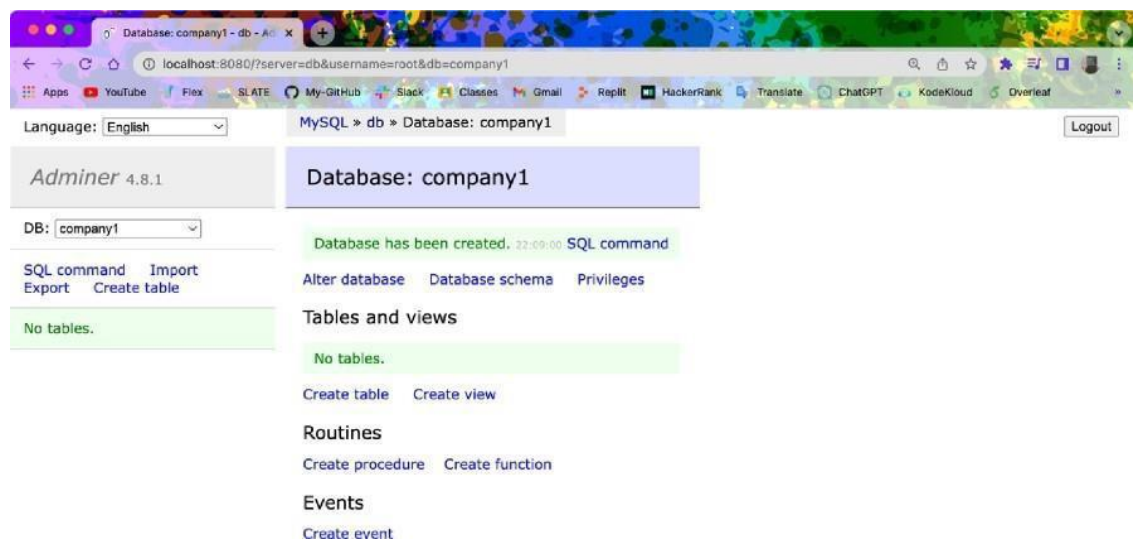 Database: company1 - db - Ad
localhost:8080/?server=db&username=root&db=company1
Apps YouTube Flex SLATE My-GitHub Slack Classes Gmail Replit HackerRank Translate ChatGPT KodeKloud Overleaf »
Language: English
MySQL » db » Database: company1
Logout
Adminer 4.8.1
Database: company1
DB: company1
Database has been created. 22:09:00 SQL command
SQL command Import
Export Create table
Alter database Database schema Privileges
No tables.
Tables and views
No tables.
Create table Create view
Routines
Create procedure Create function
Events
Create event